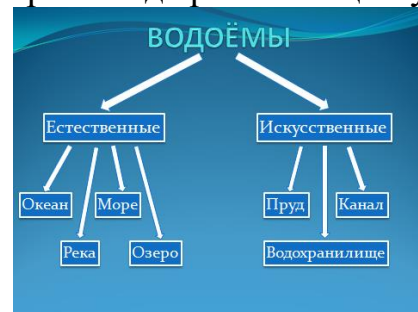 ВОДОЁМЫ
Естественные Искусственные
Океан Море Пруд Канал
Река Озеро Водохранилище